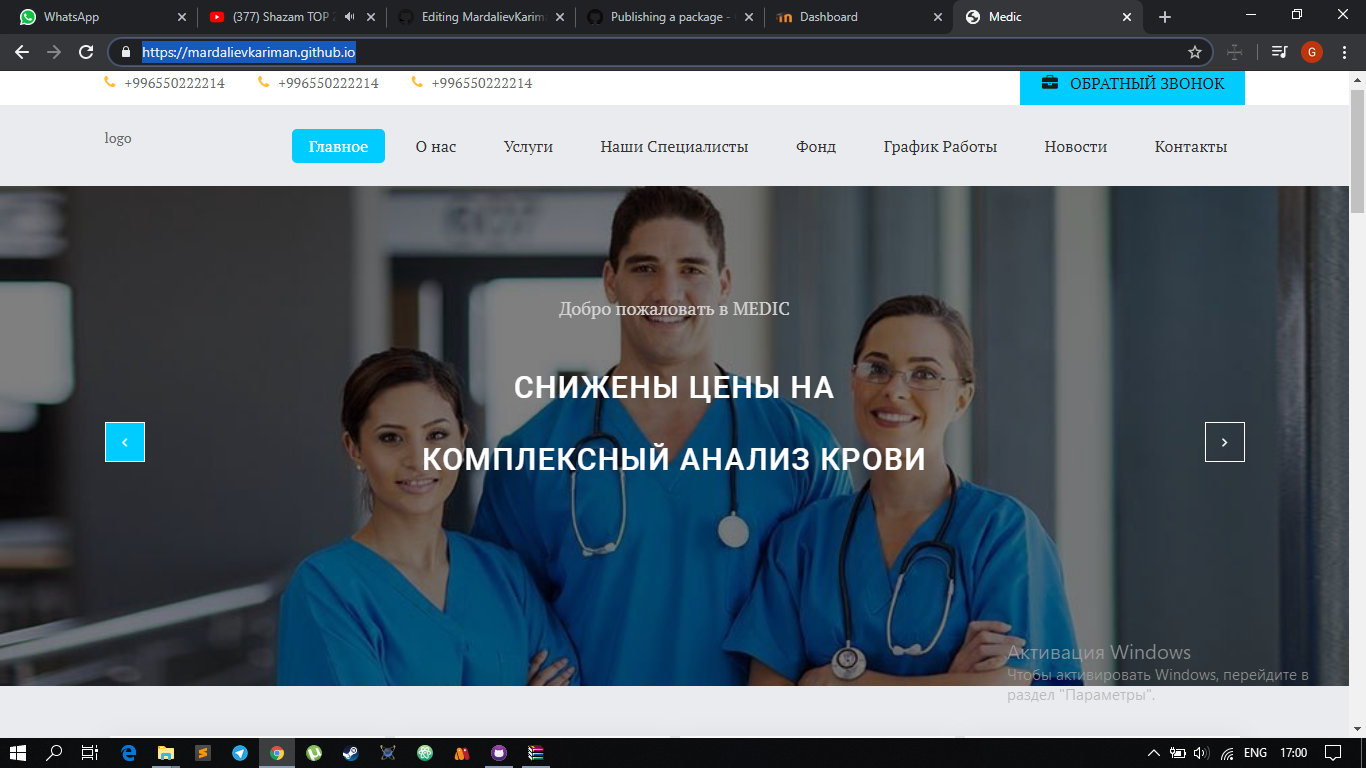 WhatsApp
(377) Shazam TOP
Editing MardalievKarim
Publishing a package -
Dashboard
Medic
https://mardalievkariman.github.io
G
+996550222214
+996550222214
+996550222214
ОБРАТНЫЙ ЗВОНОК
logo
Главное
О нас
Услуги
Наши Специалисты
Фонд
График Работы
Новости
Контакты
Добро пожаловать в MEDIC
СНИЖЕНЫ ЦЕНЫ НА
КОМПЛЕКСНЫЙ АНАЛИЗ КРОВИ
Активация Windows
Чтобы активировать Windows, перейдите в
раздел "Параметры".
ENG
17:00